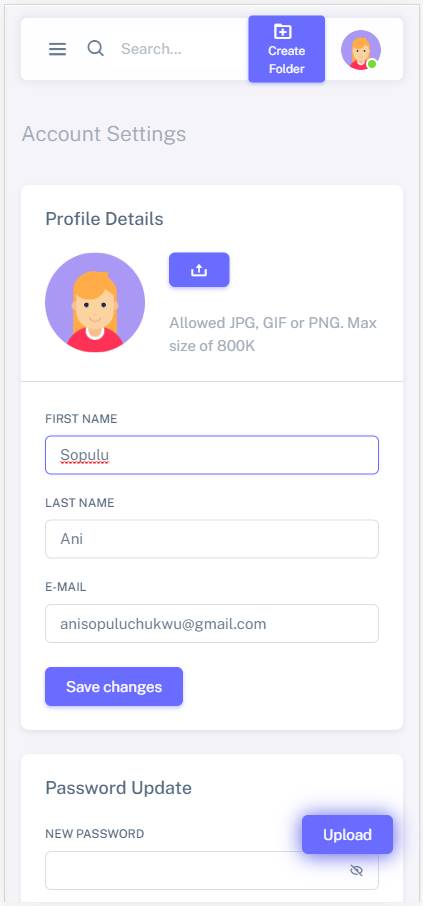 Search...
Create
Folder
Account Settings
Profile Details
Allowed JPG, GIF or PNG. Max
size of 800K
FIRST NAME
Sopulu
LAST NAME
Ani
E-MAIL
anisopuluchukwu@gmail.com
Save changes
Password Update
Upload
NEW PASSWORD